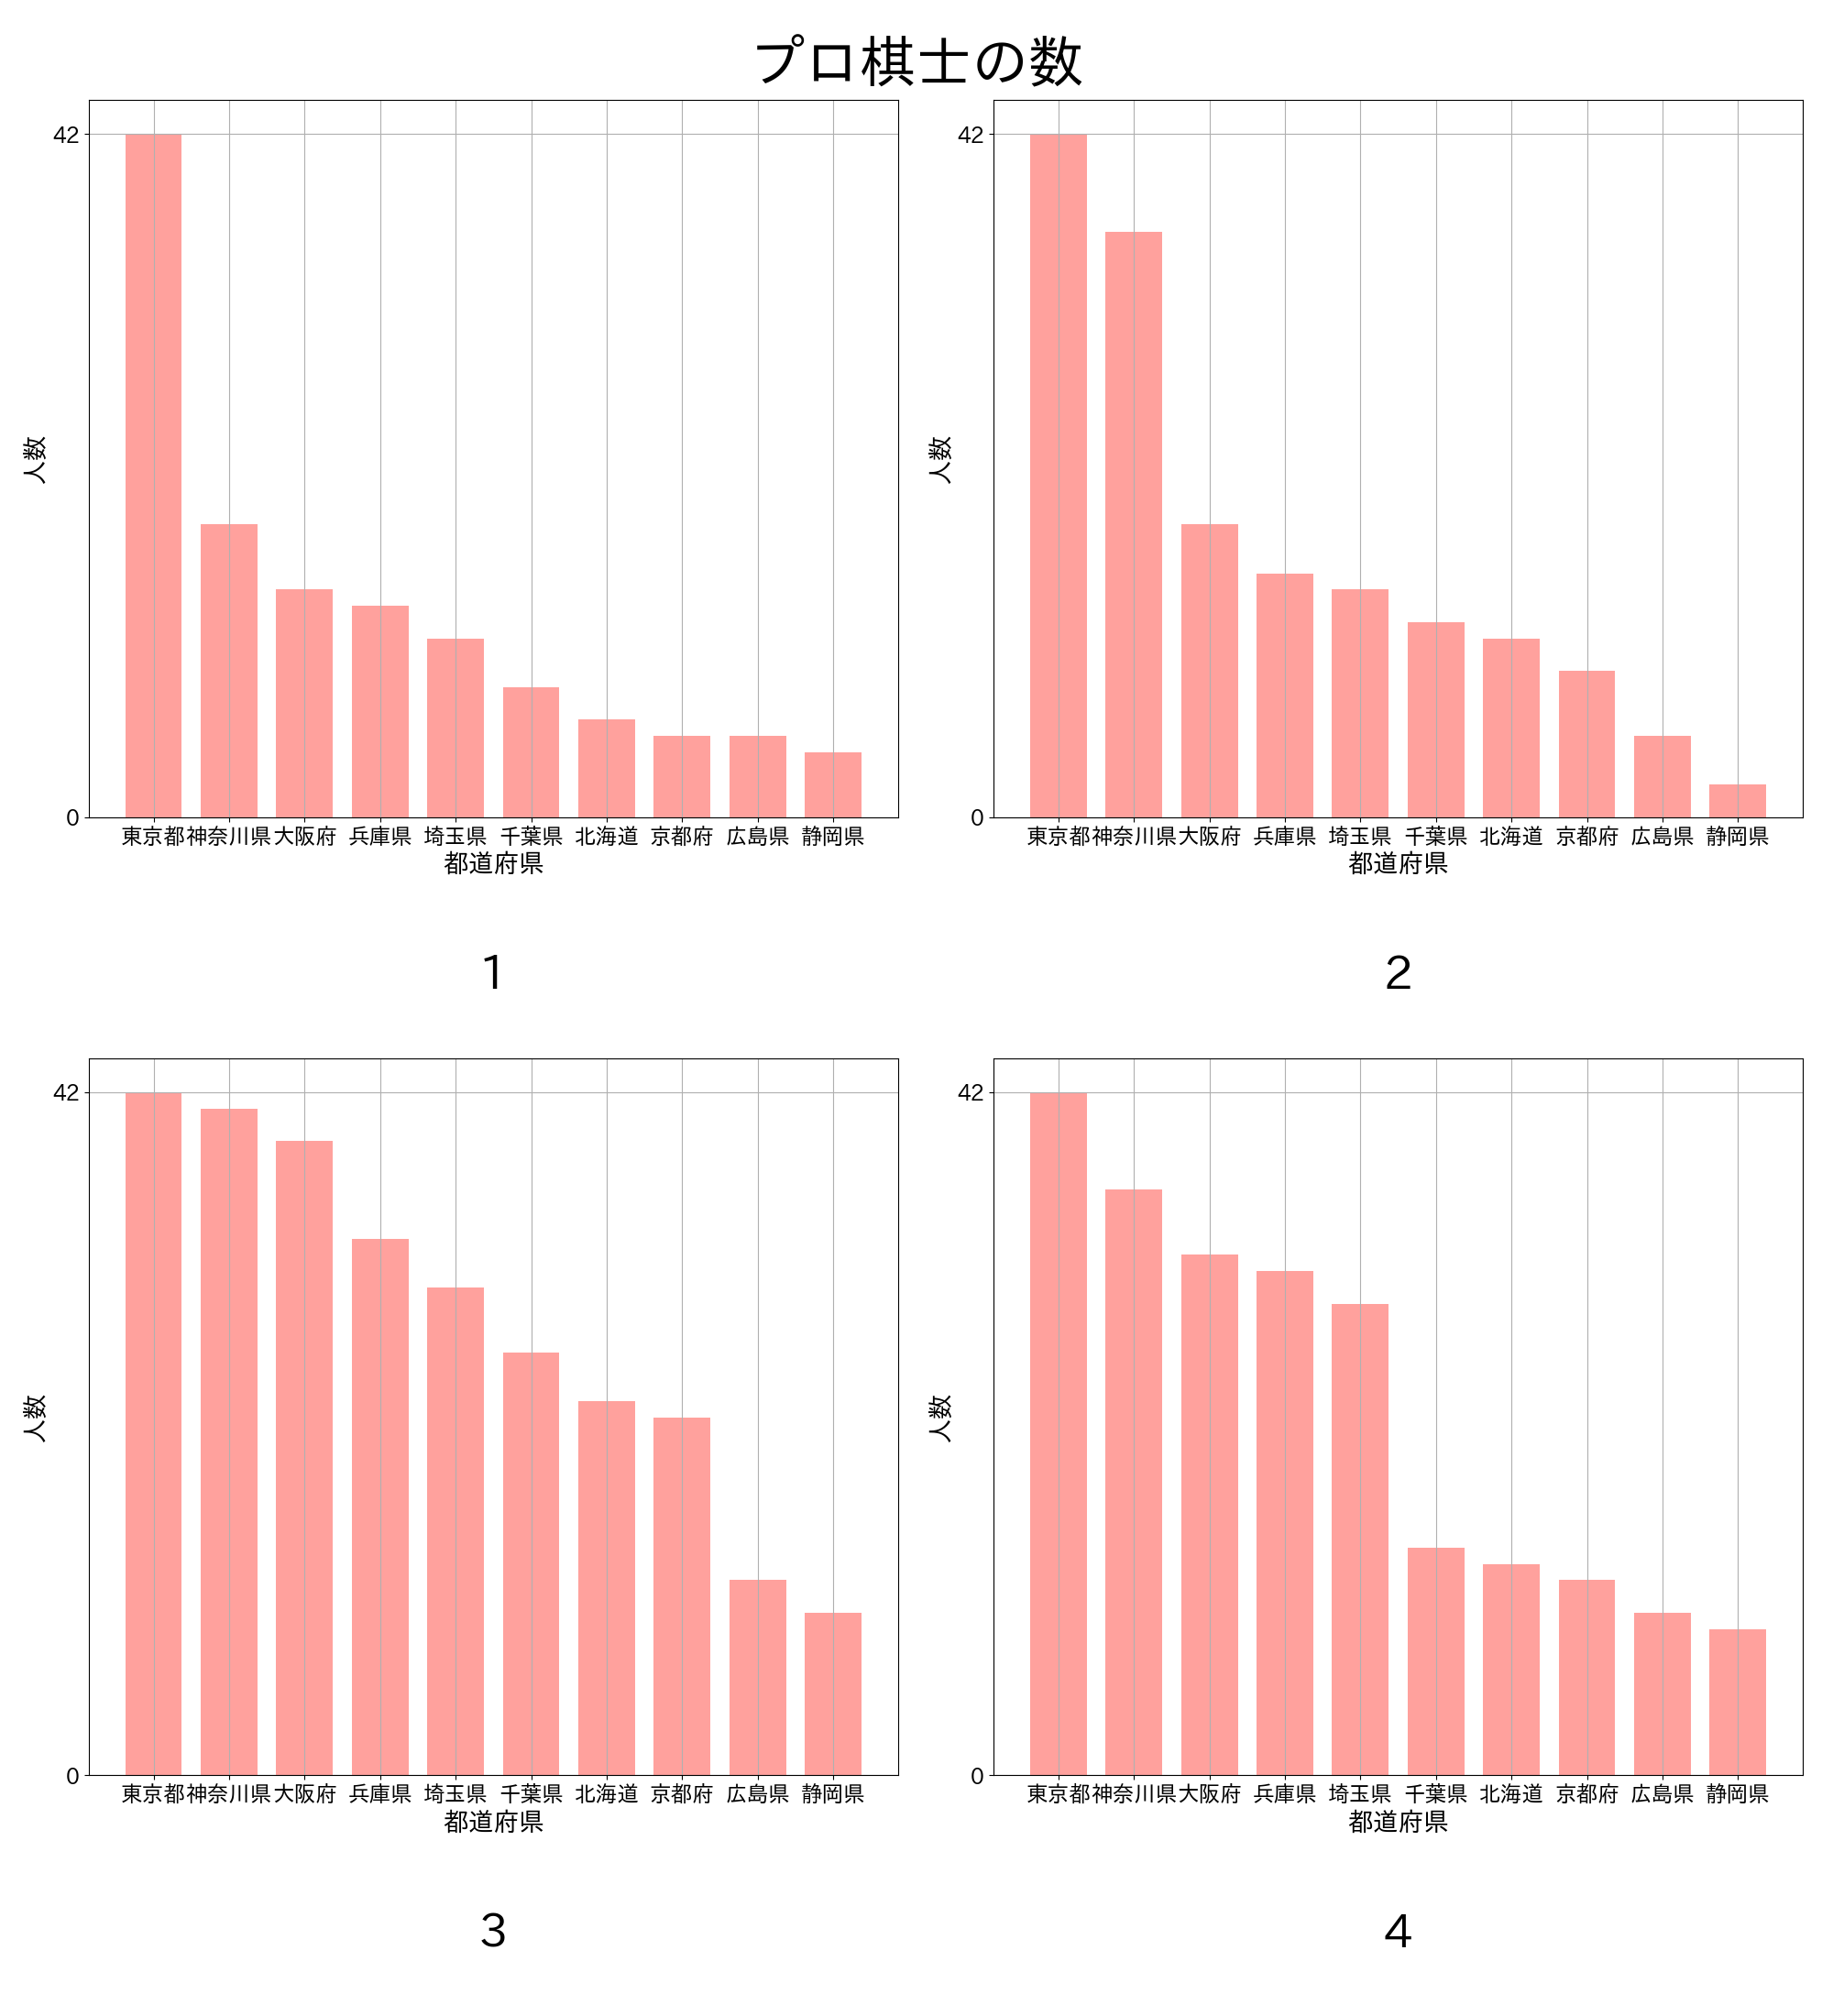 プロ棋士の数
42
0
人数
東京都 神奈川県 大阪府 兵庫県 埼玉県 千葉県 北海道 京都府 広島県 静岡県
都道府県
1
42
0
人数
東京都 神奈川県 大阪府 兵庫県 埼玉県 千葉県 北海道 京都府 広島県 静岡県
都道府県
2
42
0
人数
東京都 神奈川県 大阪府 兵庫県 埼玉県 千葉県 北海道 京都府 広島県 静岡県
都道府県
3
42
0
人数
東京都 神奈川県 大阪府 兵庫県 埼玉県 千葉県 北海道 京都府 広島県 静岡県
都道府県
4